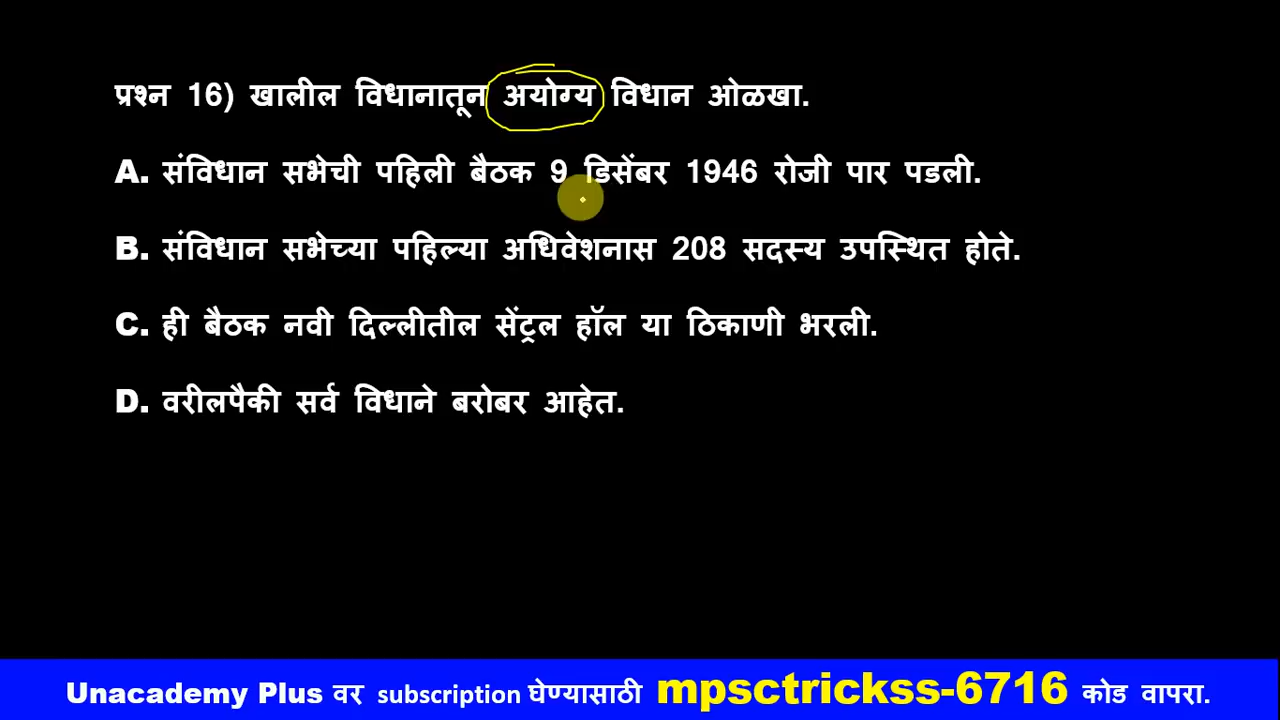 प्रश्न 16) खालील विधानातून अयोग्य विधान ओळखा.
A. संविधान सभेची पहिली बैठक 9 डिसेंबर 1946 रोजी पार पडली.
B. संविधान सभेच्या पहिल्या अधिवेशनास 208 सदस्य उपस्थित होते.
C. ही बैठक नवी दिल्लीतील सेंट्रल हॉल या ठिकाणी भरली.
D. वरीलपैकी सर्व विधाने बरोबर आहेत.
Unacademy Plus वर subscription घेण्यासाठी mpsctrickss-6716 कोड वापरा.